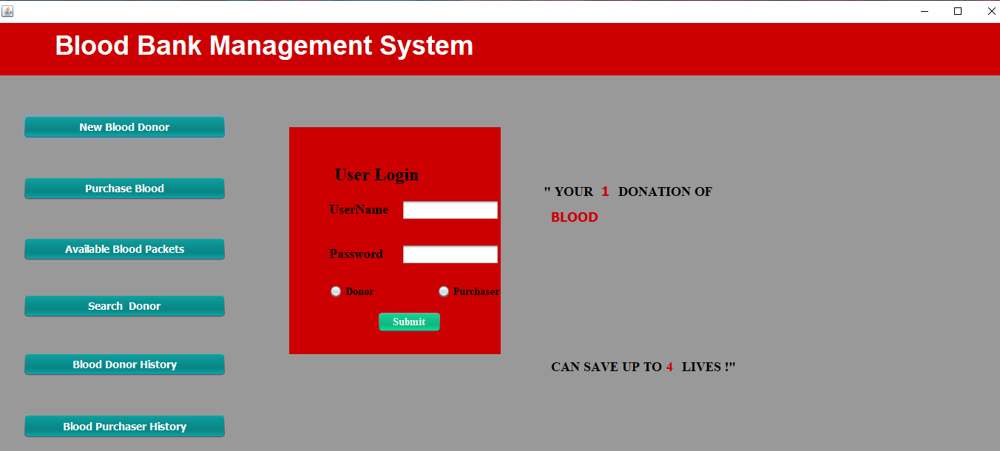 Blood Bank Management System
New Blood Donor
Purchase Blood
Available Blood Packets
Search  Donor
Blood Donor History
Blood Purchaser History
User Login
UserName
Password
Donor
Purchaser
Submit
" YOUR 1 DONATION OF
BLOOD
CAN SAVE UP TO 4 LIVES !"